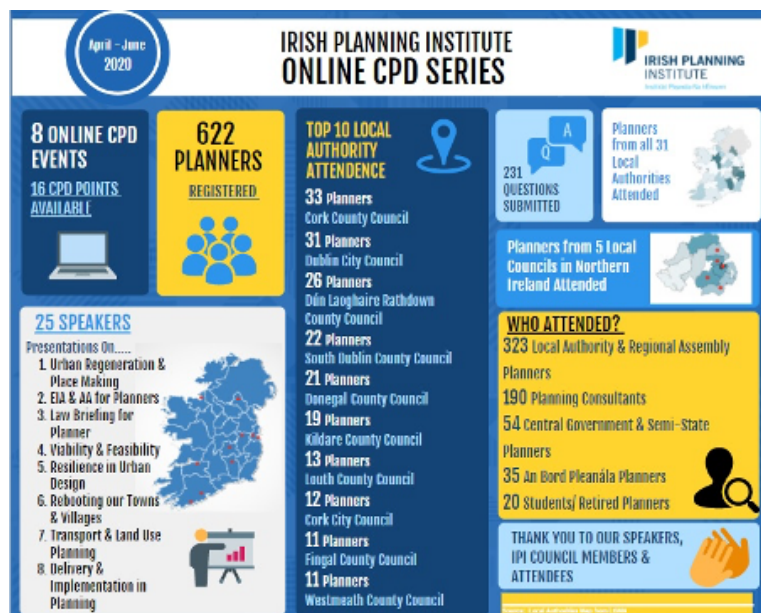 April - June
2020
IRISH PLANNING INSTITUTE
ONLINE CPD SERIES
IRISH PLANNING
INSTITUTE
8 ONLINE CPD
EVENTS
16 CPD POINTS
AVAILABLE
622
PLANNERS
REGISTERED
25 SPEAKERS
Presentations On.....
1. Urban Regeneration &
Place Making
2. EIA & AA for Planners
3. Law Briefing for
Planner
4. Viability & Feasibility
5. Resilience in Urban
Design
6. Rebooting our Towns
& Villages
7. Transport & Land Use
Planning
8. Delivery &
Implementation in
Planning
TOP 10 LOCAL
AUTHORITY
ATTENDENCE
33 Planners
Cork County Council
31 Planners
Dublin City Council
26 Planners
Dún Laoghaire Rathdown
County Council
22 Planners
South Dublin County Council
21 Planners
Donegal County Council
19 Planners
Kildare County Council
13 Planners
Louth County Council
12 Planners
Cork City Council
11 Planners
Fingal County Council
11 Planners
Westmeath County Council
Q
A
231
QUESTIONS
SUBMITTED
Planners
from all 31
Local
Authorities
Attended
Planners from 5 Local
Councils in Northern
Ireland Attended
WHO ATTENDED?
323 Local Authority & Regional Assembly
Planners
190 Planning Consultants
54 Central Government & Semi-State
Planners
35 An Bord Pleanála Planners
20 Students/ Retired Planners
THANK YOU TO OUR SPEAKERS,
IPI COUNCIL MEMBERS &
ATTENDEES